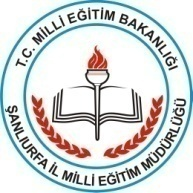 T.C. MİLLİ EĞİTİM BAKANLIĞI
ŞANLIURFA İL MİLLİ EĞİTİM MÜDÜRLÜĞÜ